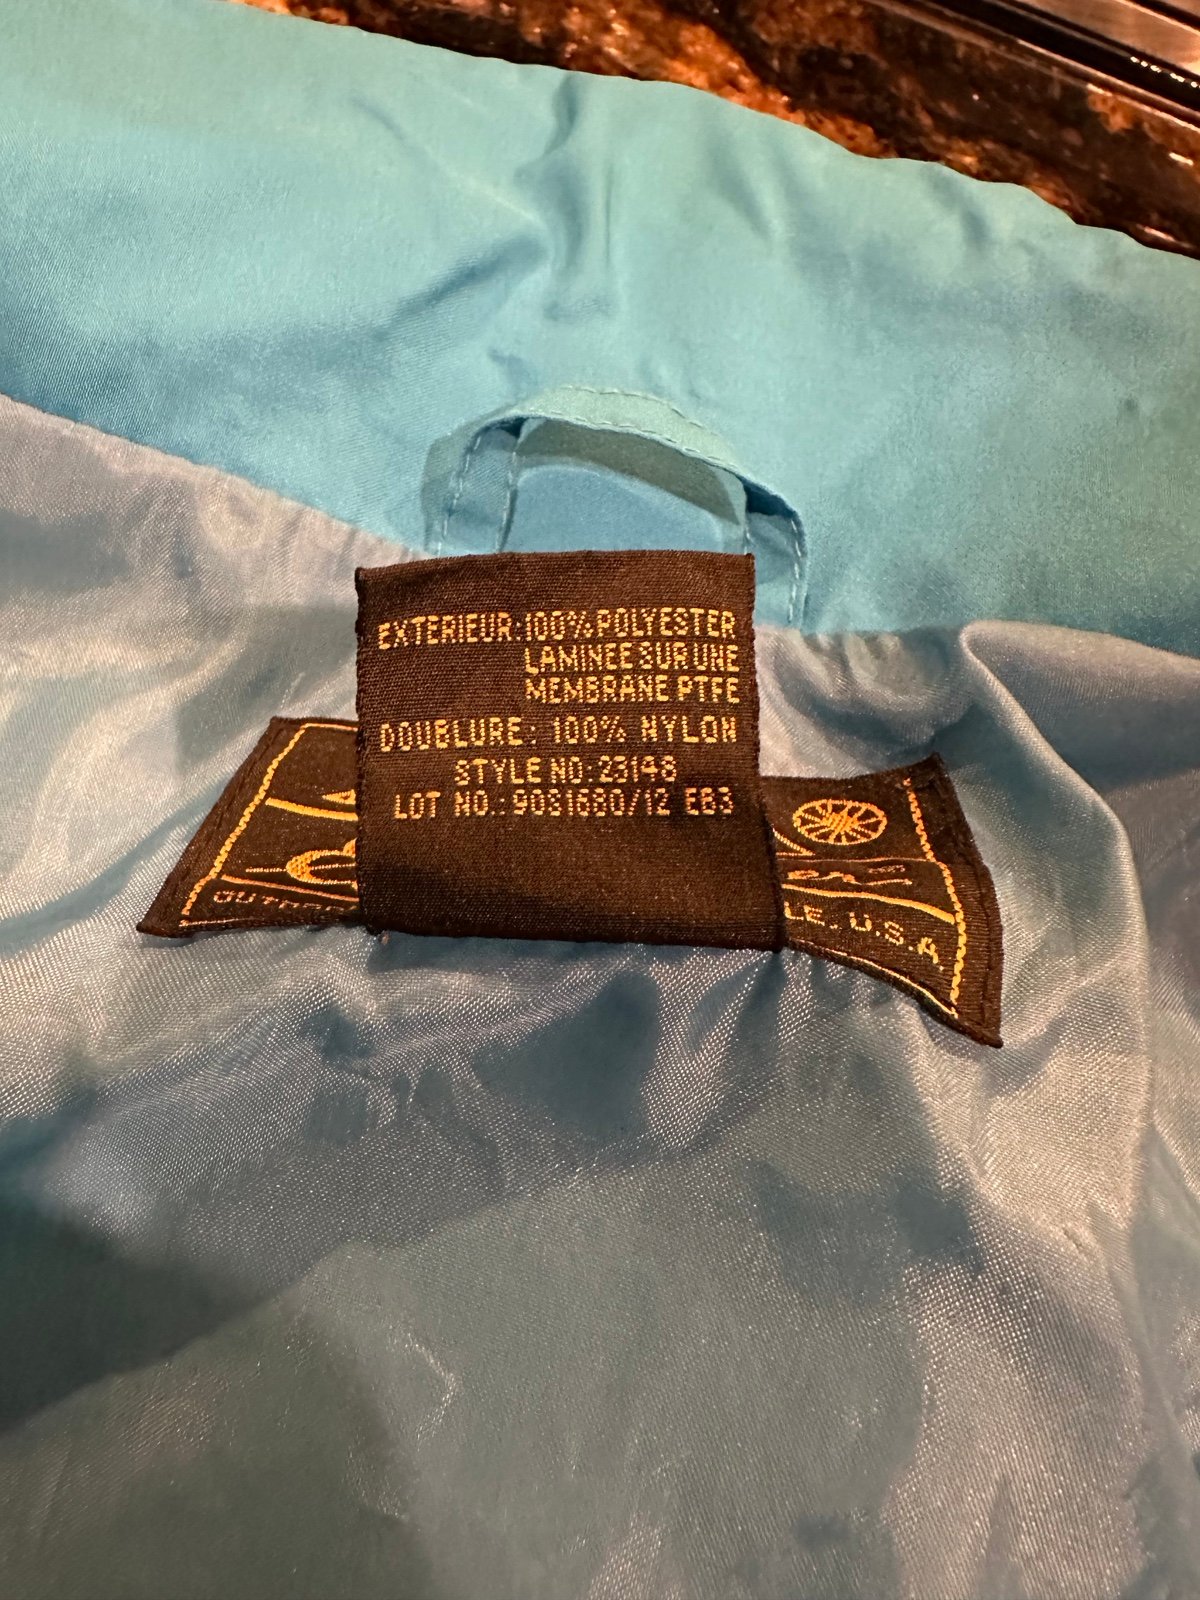 EXTERIEUR: 100% POLYESTER
LAMINEE SUR UNE
MEMBRANE PTFE
DOUBLURE: 100% NYLON
STYLE NO: 23148
LOT NO.: 90S1680/12 EB3
LE, U.S.A.